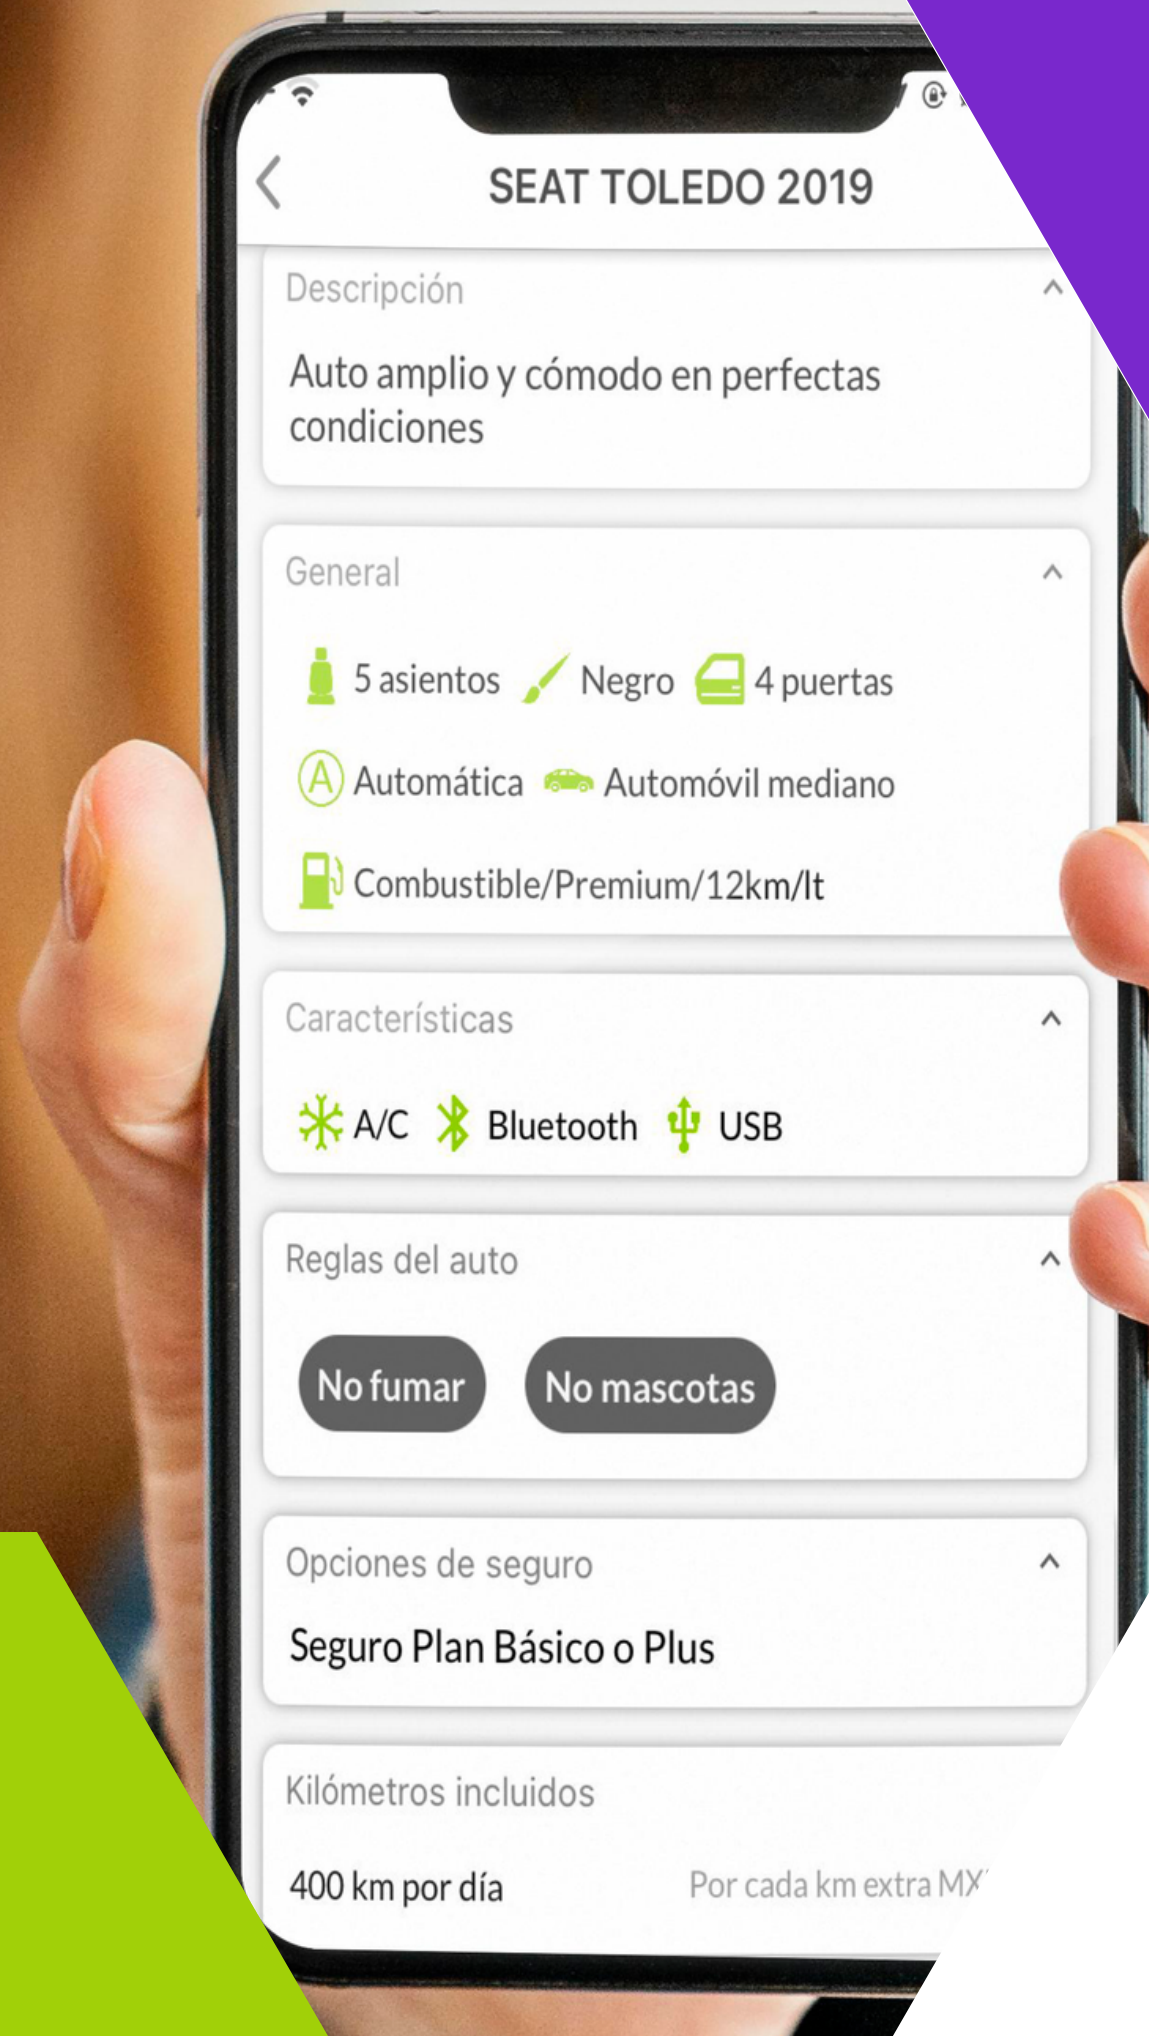 SEAT TOLEDO 2019
Descripción
Auto amplio y cómodo en perfectas
condiciones
General
5 asientos Negro 4 puertas
A Automática Automóvil mediano
Combustible/Premium/12km/lt
Características
A/C Bluetooth USB
Reglas del auto
No fumar No mascotas
Opciones de seguro
Seguro Plan Básico o Plus
Kilómetros incluidos
400 km por día Por cada km extra